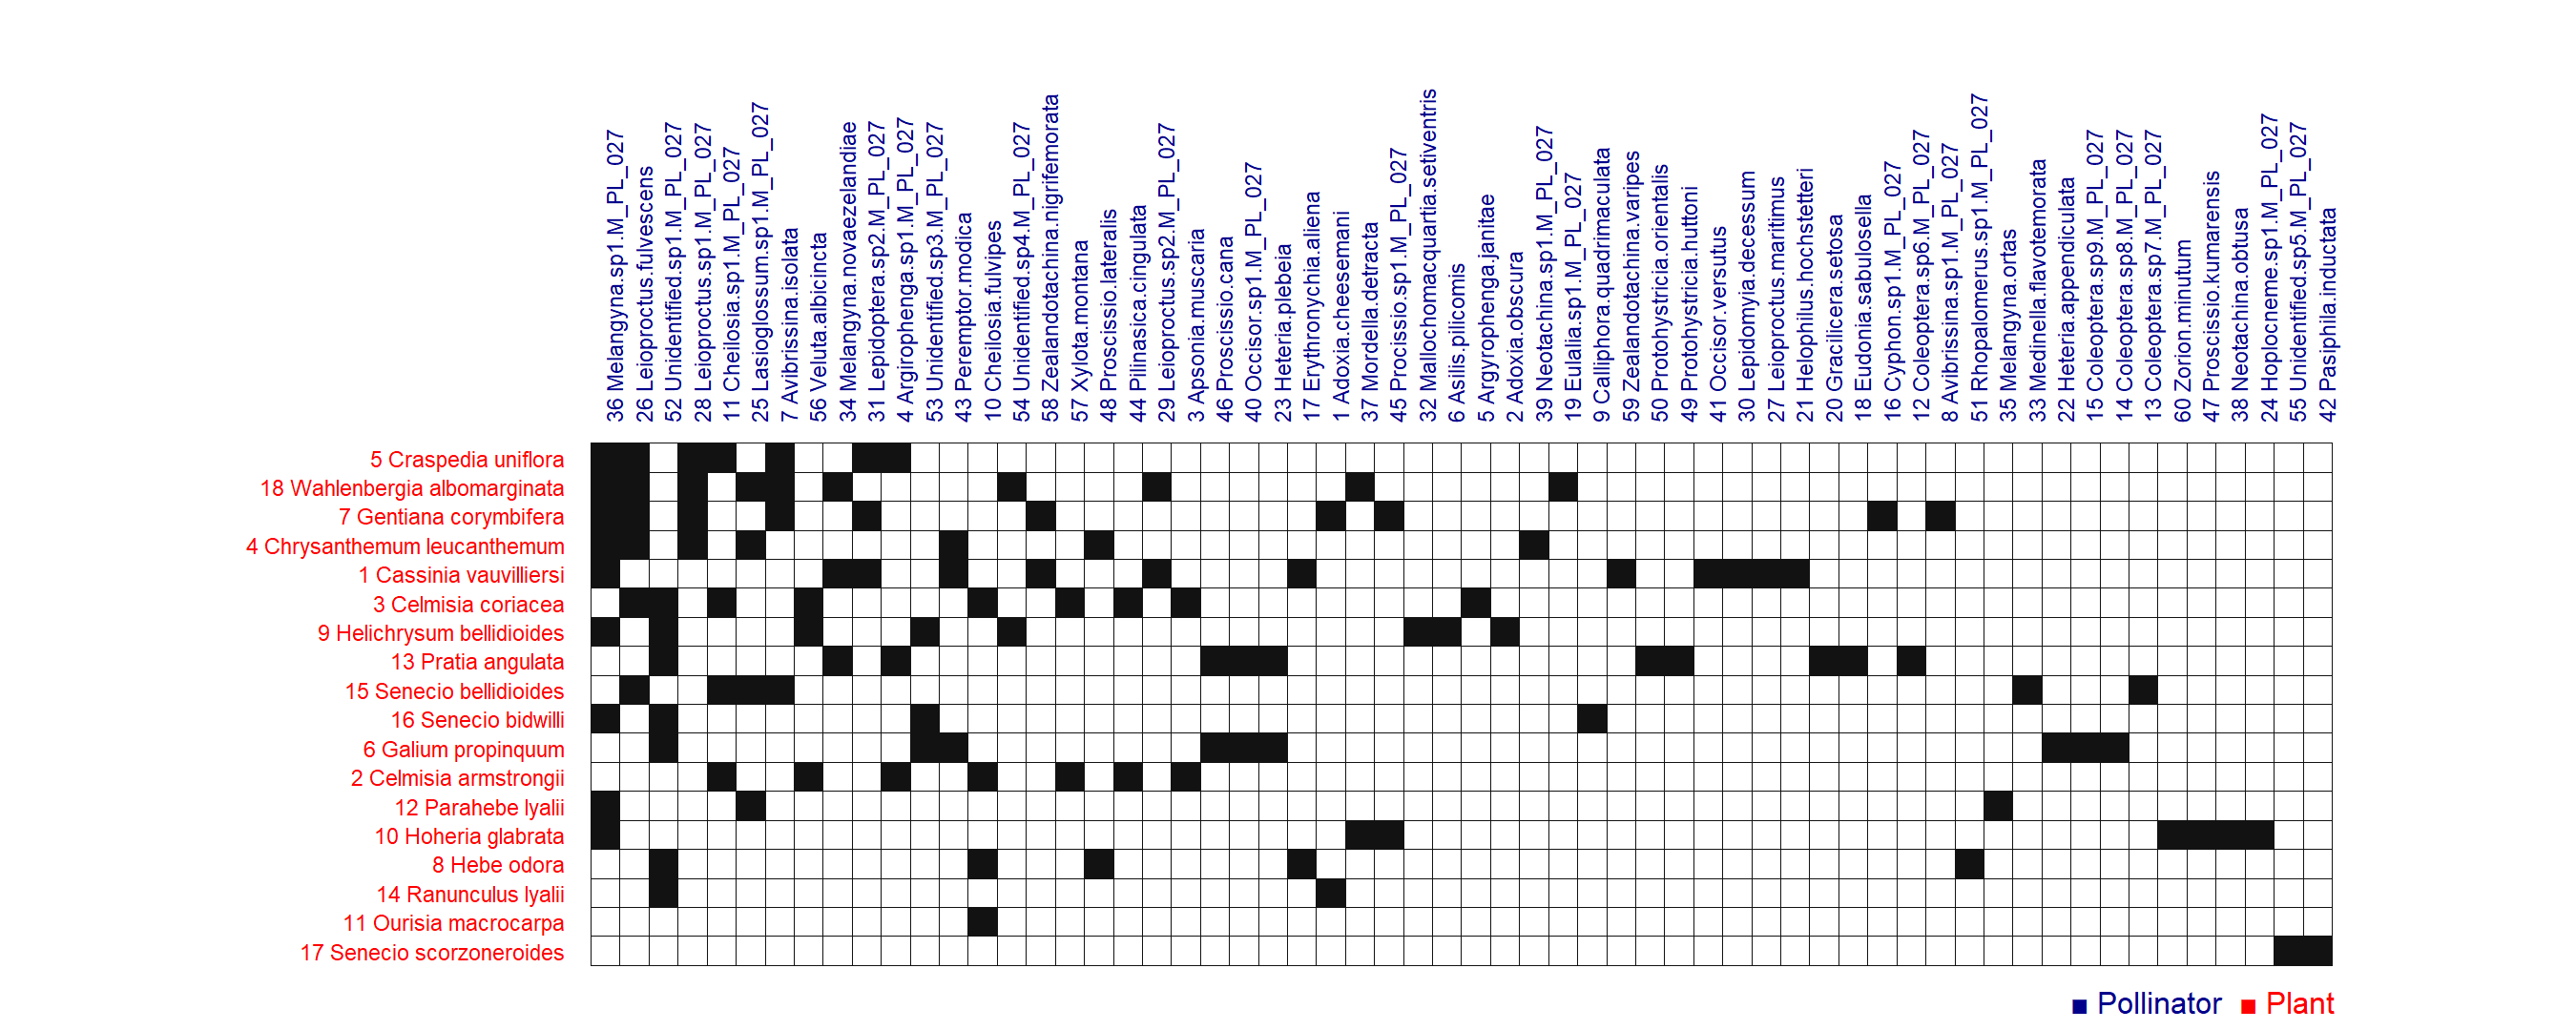 36 Melangyna.sp1.M_PL_027
26 Leioproctus.fulvescens
52 Unidentified.sp1.M_PL_027
28 Leioproctus.sp1.M_PL_027
11 Cheilosia.sp1.M_PL_027
25 Lasioglossum.sp1.M_PL_027
7 Avibrissina.isolata
56 Veluta.albicincta
34 Melangyna.novaezelandiae
31 Lepidoptera.sp2.M_PL_027
4 Argirophenga.sp1.M_PL_027
53 Unidentified.sp3.M_PL_027
43 Peremptor.modica
10 Cheilosia.fulvipes
54 Unidentified.sp4.M_PL_027
58 Zealandotachina.nigrifemorata
57 Xylota.montana
48 Proscissio.lateralis
44 Pilinasica.cingulata
29 Leioproctus.sp2.M_PL_027
3 Apsonia.muscaria
46 Proscissio.cana
40 Occisor.sp1.M_PL_027
23 Heteria.plebeia
17 Erythronychia.aliena
1 Adoxia.cheesemani
37 Mordella.detracta
45 Procissio.sp1.M_PL_027
32 Mallochomacquartia.setiventris
6 Asilis.pilicomis
5 Argyrophenga.janitae
2 Adoxia.obscura
39 Neotachina.sp1.M_PL_027
19 Eulalia.sp1.M_PL_027
9 Calliphora.quadrimaculata
59 Zealandotachina.varipes
50 Protohystricia.orientalis
49 Protohystricia.huttoni
41 Occisor.versutus
30 Lepidomyia.decessum
27 Leioproctus.maritimus
21 Helophilus.hochstetteri
20 Gracilicera.setosa
18 Eudonia.sabulosella
16 Cyphon.sp1.M_PL_027
12 Coleoptera.sp6.M_PL_027
8 Avibrissina.sp1.M_PL_027
51 Rhopalomerus.sp1.M_PL_027
35 Melangyna.ortas
33 Medinella.flavotemorata
22 Heteria.appendiculata
15 Coleoptera.sp9.M_PL_027
14 Coleoptera.sp8.M_PL_027
13 Coleoptera.sp7.M_PL_027
60 Zorion.minutum
47 Proscissio.kumarensis
38 Neotachina.obtusa
24 Hoplocneme.sp1.M_PL_027
55 Unidentified.sp5.M_PL_027
42 Pasiphila.inductata
5 Craspedia uniflora
18 Wahlenbergia albomarginata
7 Gentiana corymbifera
4 Chrysanthemum leucanthemum
1 Cassinia vauvilliersi
3 Celmisia coriacea
9 Helichrysum bellidioides
13 Pratia angulata
15 Senecio bellidioides
16 Senecio bidwilli
6 Galium propinquum
2 Celmisia armstrongii
12 Parahebe lyalii
10 Hoheria glabrata
8 Hebe odora
14 Ranunculus lyalii
11 Ourisia macrocarpa
17 Senecio scorzoneroides
Pollinator Plant